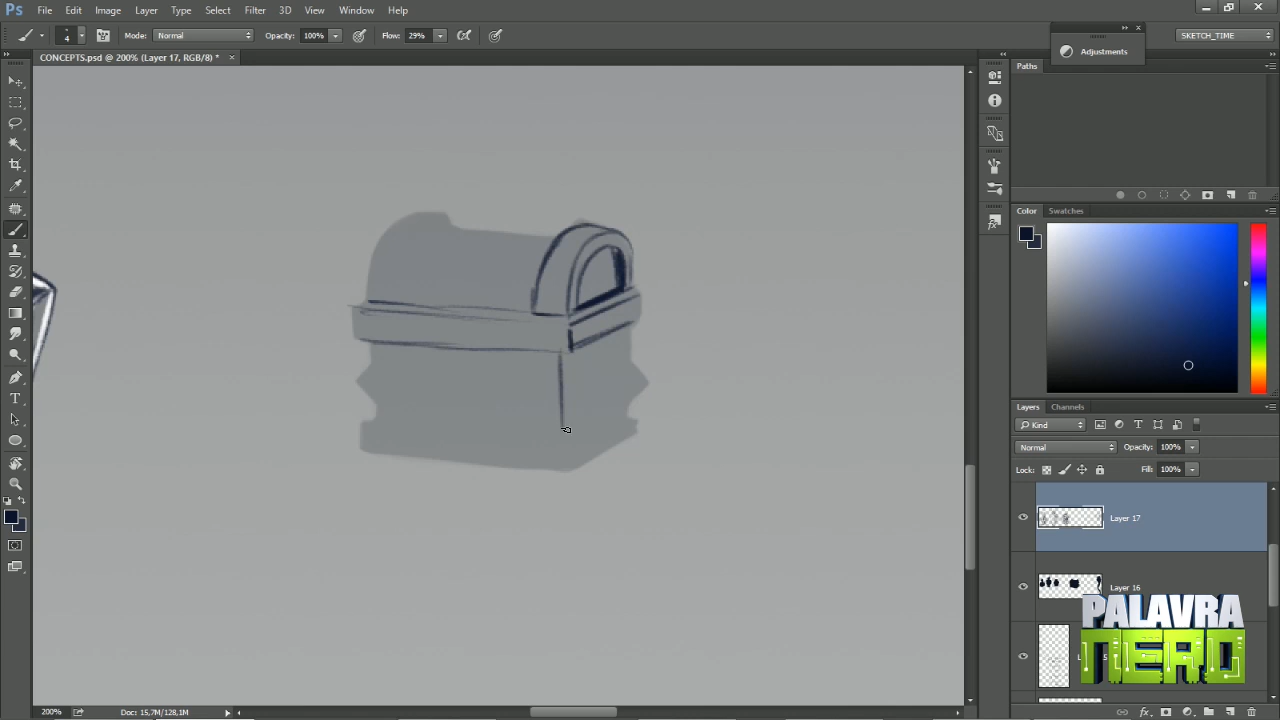 Ps File Edit Image Layer Type Select Filter 3D View Window Help
4 Mode: Normal Opacity: 100% Flow: 29% SKETCH_TIME
CONCEPTS.psd @ 200% (Layer 17, RGB/8) * ×
Adjustments
Paths
Color Swatches
Layers Channels
Kind
Normal Opacity: 100%
Lock: Fill: 100%
Layer 17
Layer 16
PALAVRA
NERD
200% Doc: 15,7M/128,1M